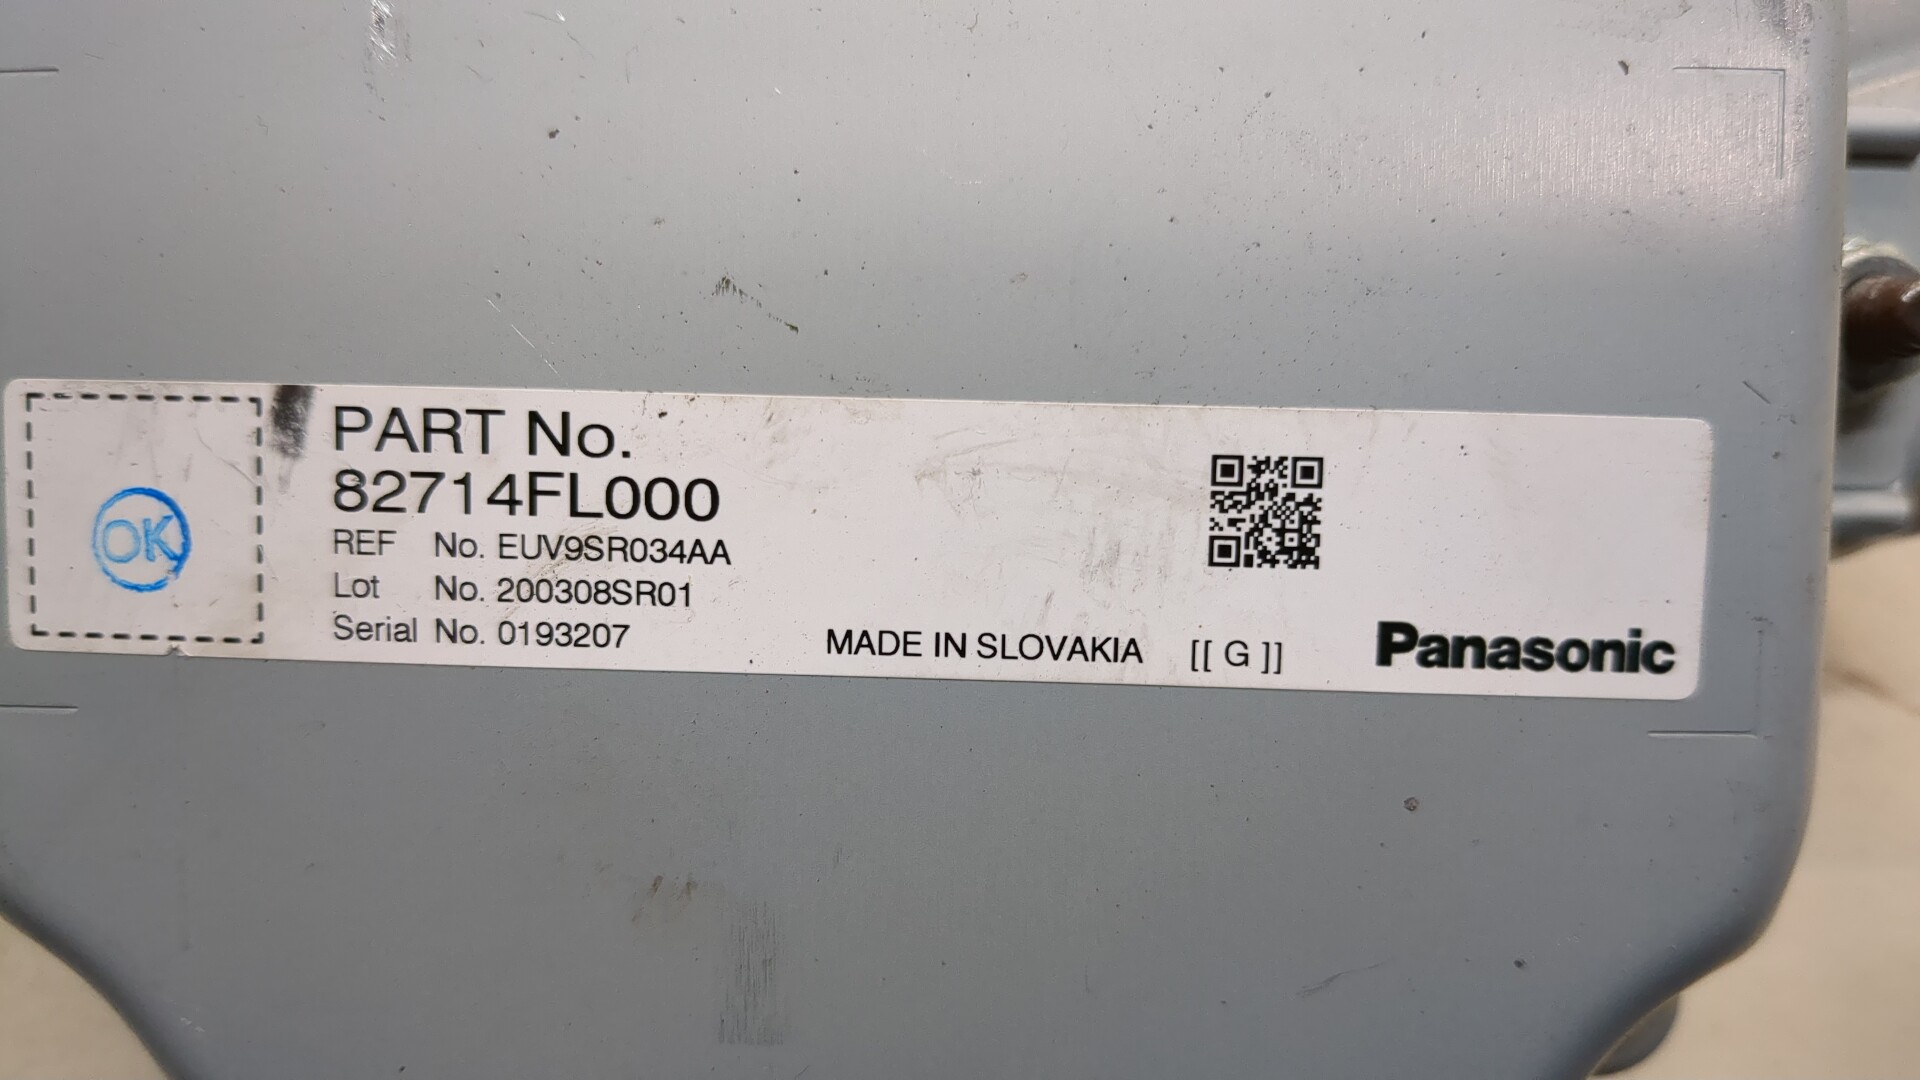 OK
PART No.
82714FL000
REF No. EUV9SR034AA
Lot No. 200308SR01
Serial No. 0193207
MADE IN SLOVAKIA [[ G ]]
Panasonic